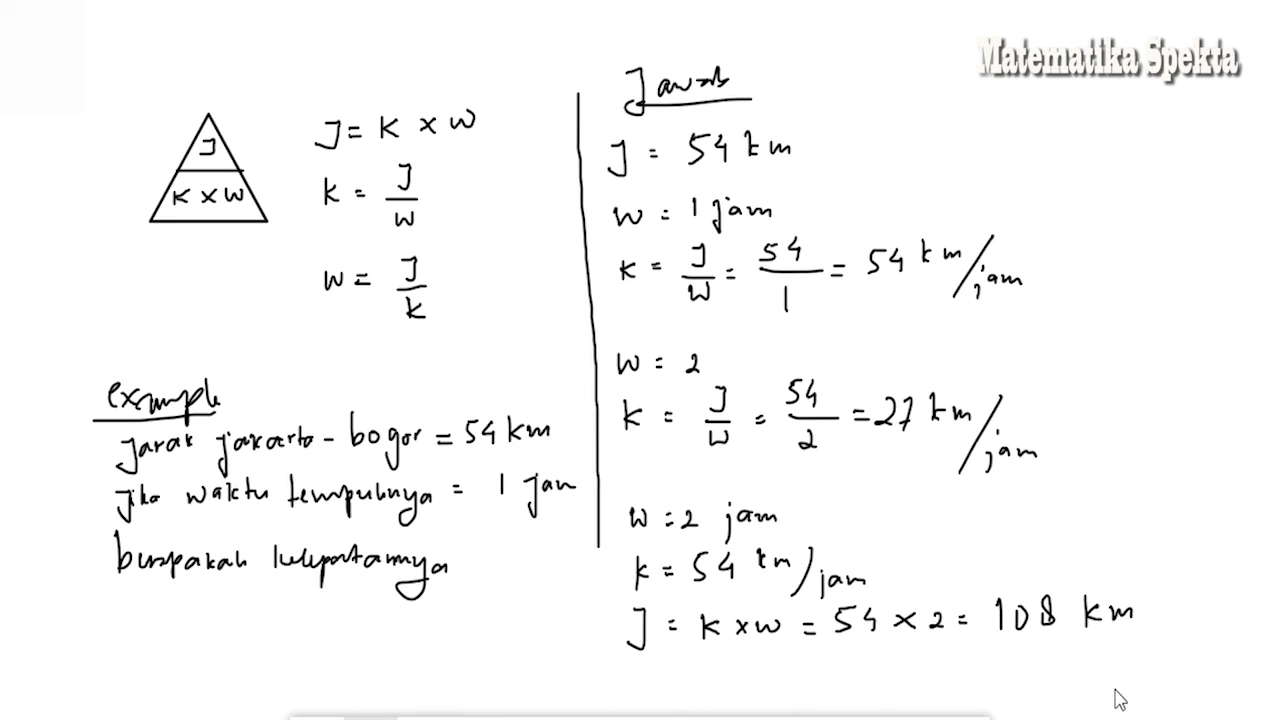 Matematika Spekta
J
K x W
J = K x W
K = J/W
W = J/K
example
Jarak jakarta - bogor = 54 km
Jika waktu tempuhnya = 1 jam
berapakah kecepatannya
Jawab
J = 54 km
W = 1 jam
K = J/W = 54/1 = 54 km/jam
W = 2
K = J/W = 54/2 = 27 km/jam
W = 2 jam
K = 54 km/jam
J = K x W = 54 x 2 = 108 km